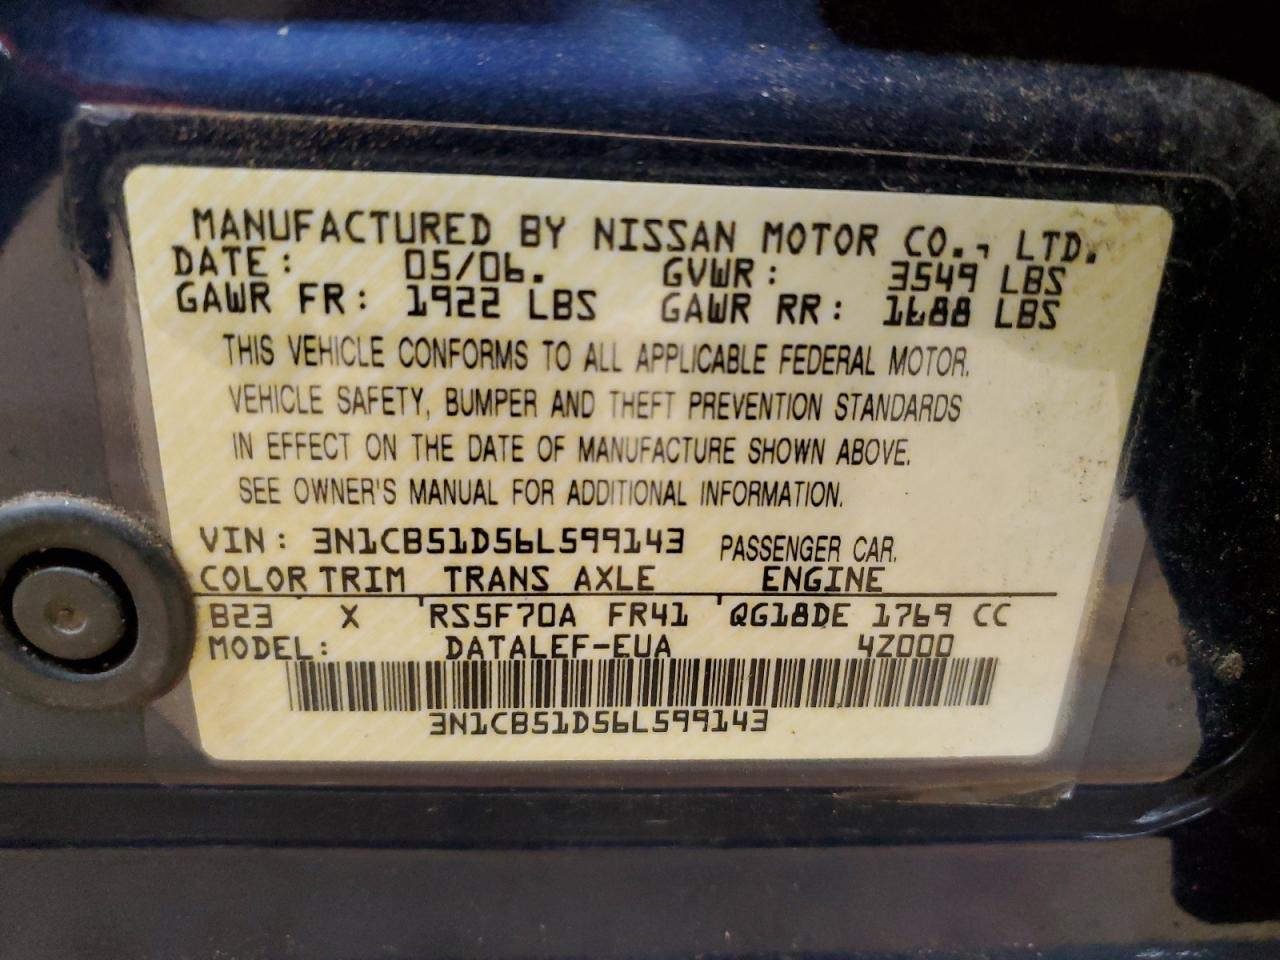 MANUFACTURED BY NISSAN MOTOR CO., LTD.
DATE: 05/06. GVWR: 3549 LBS
GAWR FR: 1922 LBS GAWR RR: 1688 LBS
THIS VEHICLE CONFORMS TO ALL APPLICABLE FEDERAL MOTOR.
VEHICLE SAFETY, BUMPER AND THEFT PREVENTION STANDARDS
IN EFFECT ON THE DATE OF MANUFACTURE SHOWN ABOVE.
SEE OWNER'S MANUAL FOR ADDITIONAL INFORMATION.
VIN: 3N1CB51D56L599143 PASSENGER CAR.
COLOR TRIM TRANS AXLE ENGINE
B23 X RS5F70A FR41 QG18DE 1769 CC
MODEL: DATALEF-EUA 4Z000
3N1CB51D56L599143